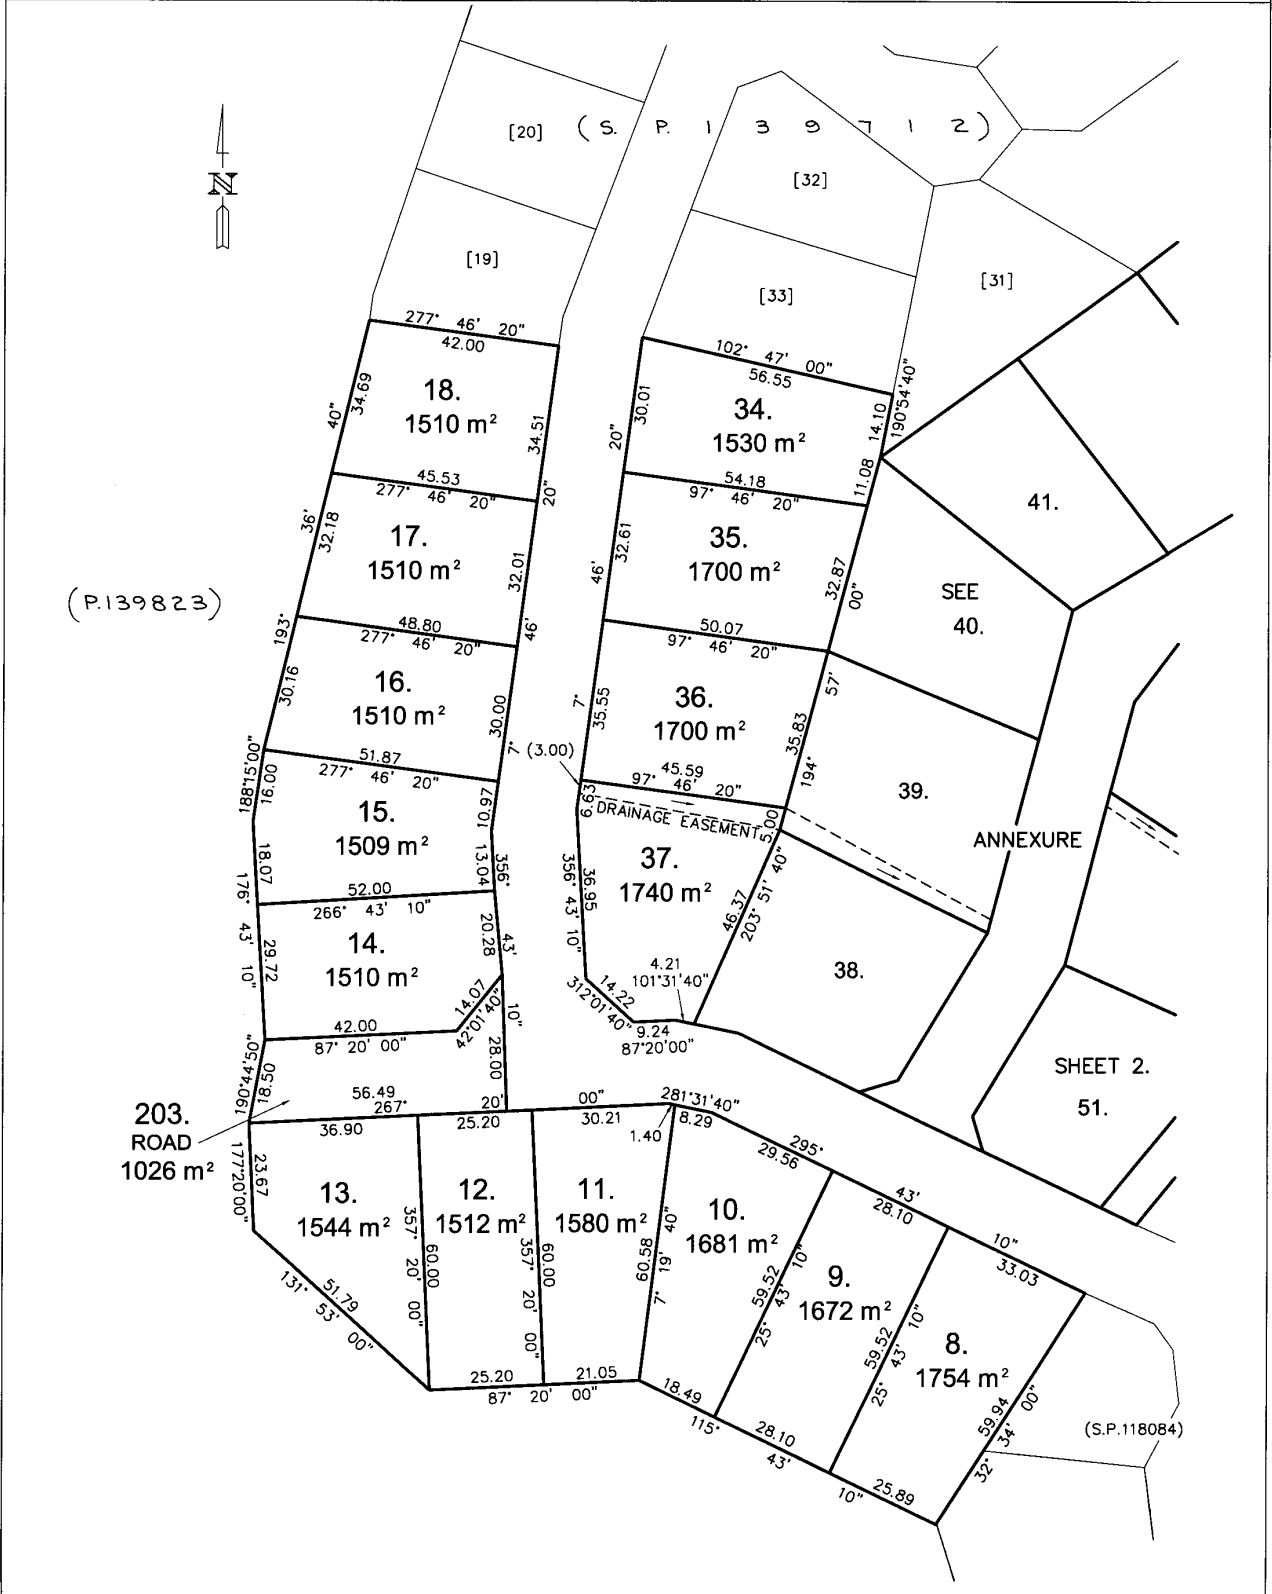 (S. P. 139712)
[20]
[32]
N
[19]
[31]
[33]
277° 46' 20"
42.00
102° 47' 00"
56.55
18.
1510 m²
34.69
40"
34.51
34.
1530 m²
30.01
20"
14.10
190°54'40"
11.08
45.53
277° 46' 20"
20"
54.18
97° 46' 20"
41.
17.
1510 m²
36'
32.18
32.01
35.
1700 m²
32.61
46'
32.87
00"
SEE
40.
(P.139823)
48.80
277° 46' 20"
193°
46'
50.07
97° 46' 20"
16.
1510 m²
30.16
30.00
7°
36.
1700 m²
35.55
7°
57'
35.83
194°
(3.00)
51.87
277° 46' 20"
188°15'00"
16.00
45.59
97° 46' 20"
39.
15.
1509 m²
10.67
6.63
DRAINAGE EASEMENT
5.00
ANNEXURE
18.07
13.04
356°
37.
1740 m²
356° 43' 10"
36.95
46.37
203° 51' 40"
52.00
266° 43' 10"
176° 43' 10"
14.
1510 m²
29.72
20.28
43'
10"
38.
14.07
42°01'40"
14.22
312°01'40"
4.21
101°31'40"
9.24
87°20'00"
42.00
87° 20' 00"
28.00
190°44'50"
18.50
SHEET 2.
51.
203.
ROAD
1026 m²
56.49
267° 20' 00"
36.90
25.20
30.21
1.40
281°31'40"
8.29
295° 43' 10"
29.56
28.10
33.03
177°20'00"
23.67
13.
1544 m²
12.
1512 m²
11.
1580 m²
10.
1681 m²
9.
1672 m²
8.
1754 m²
357° 20' 00"
60.00
357° 20' 00"
60.00
60.58
7° 19' 40"
59.52
25° 43' 10"
59.52
25° 43' 10"
59.94
32° 34' 00"
51.79
131° 53' 00"
25.20
21.05
87° 20' 00"
18.49
28.10
25.89
115° 43' 10"
(S.P.118084)